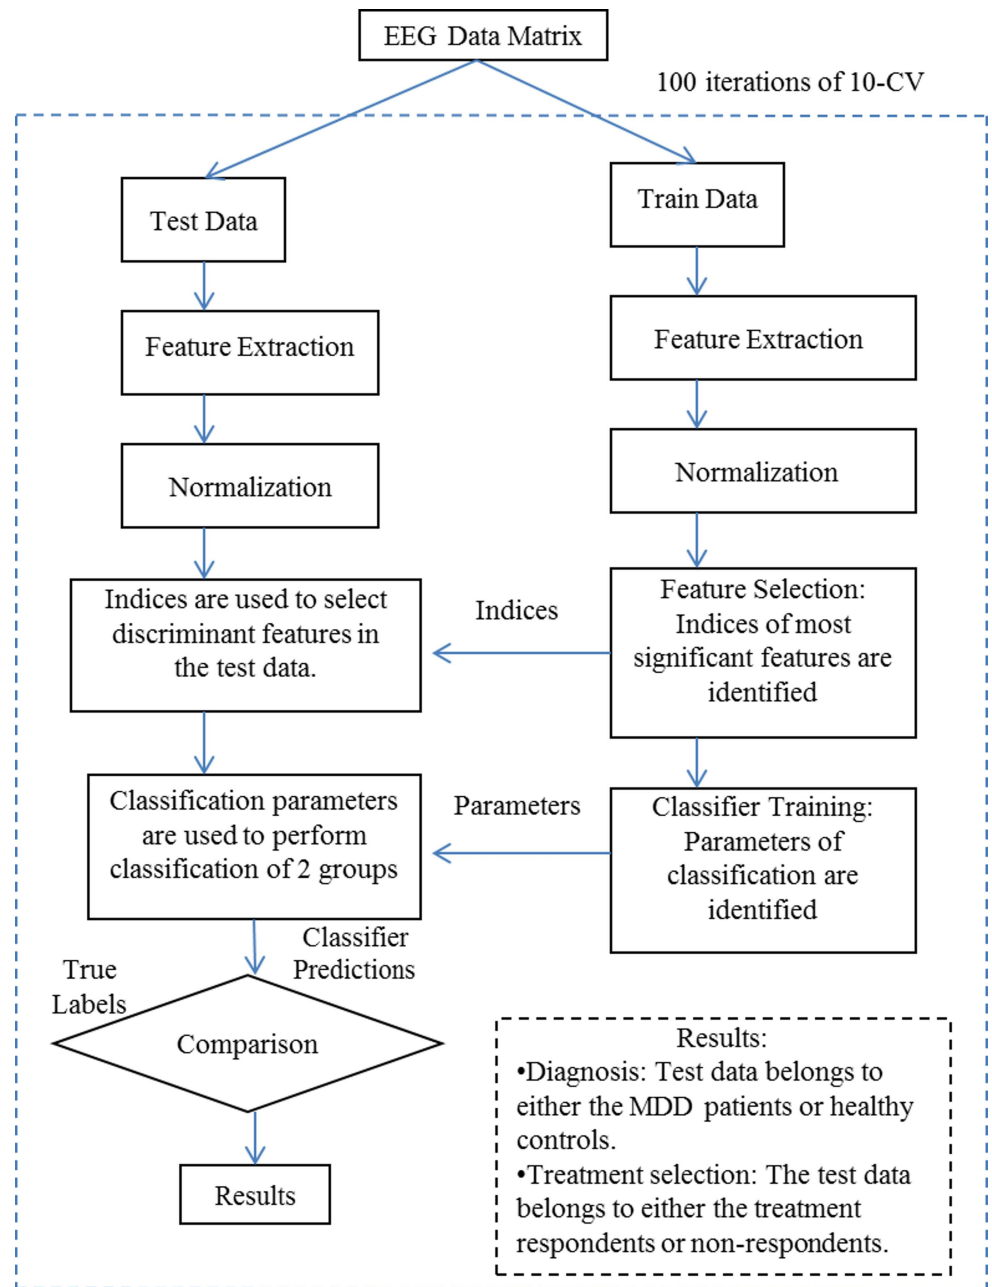 EEG Data Matrix
100 iterations of 10-CV
Test Data
Train Data
Feature Extraction
Feature Extraction
Normalization
Normalization
Indices are used to select
discriminant features in
the test data.
Indices
Feature Selection:
Indices of most
significant features are
identified
Classification parameters
are used to perform
classification of 2 groups
Parameters
Classifier Training:
Parameters of
classification are
identified
Classifier
Predictions
True
Labels
Comparison
Results
Results:
•Diagnosis: Test data belongs to
either the MDD patients or healthy
controls.
•Treatment selection: The test data
belongs to either the treatment
respondents or non-respondents.